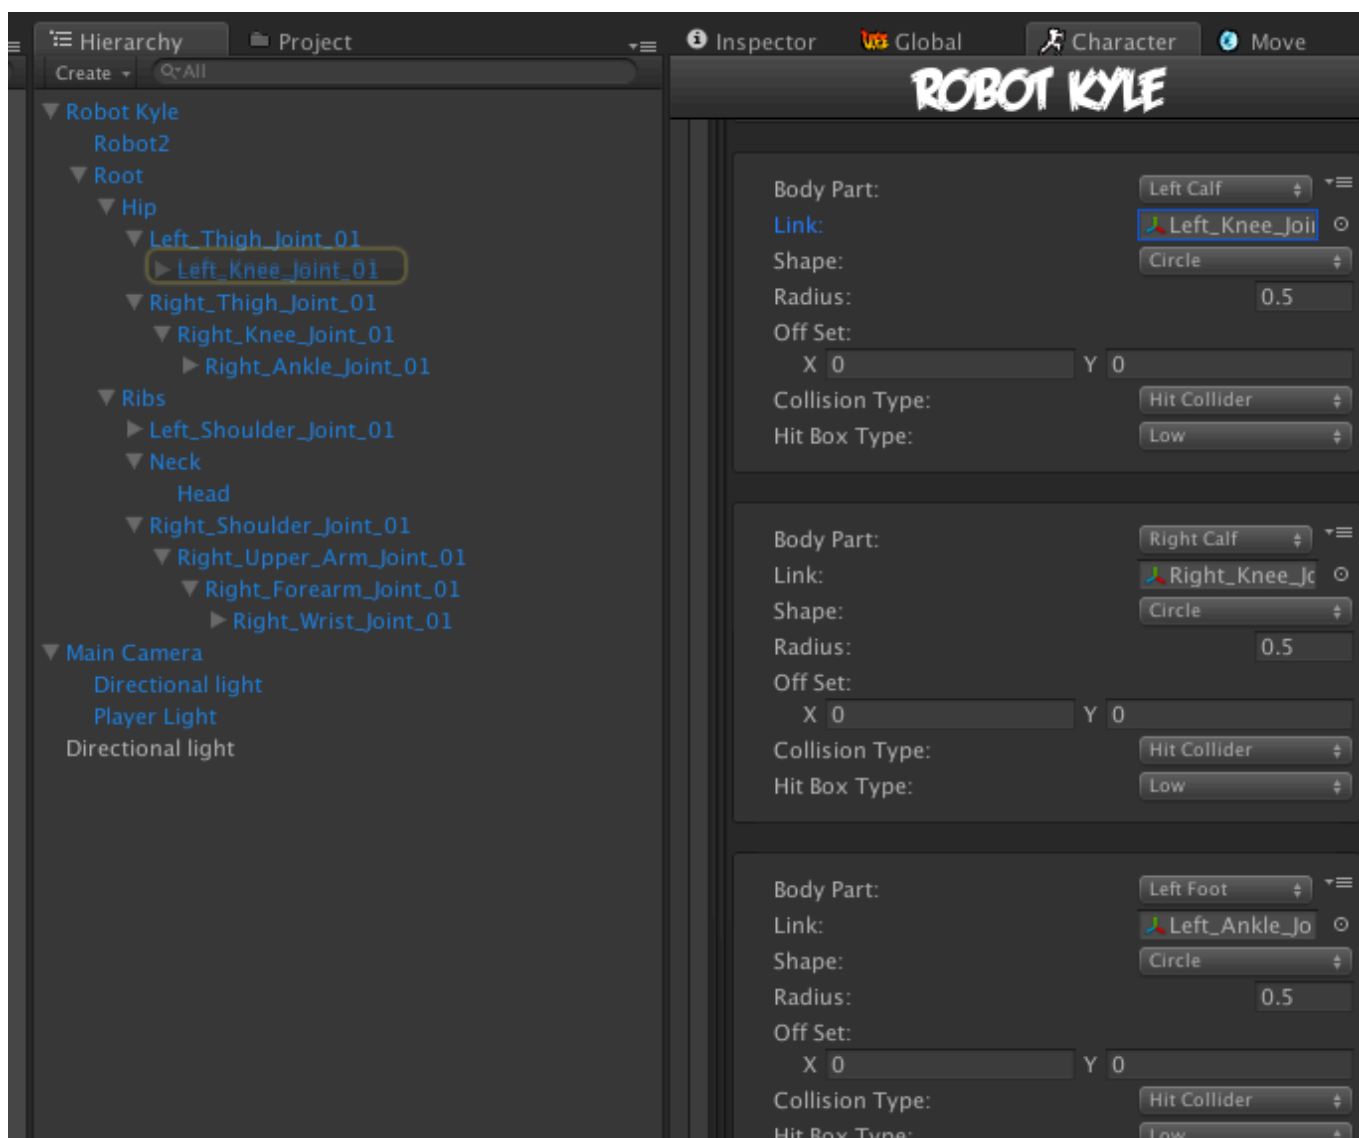 Hierarchy
Project
Create
All
Robot Kyle
Robot2
Root
Hip
Left_Thigh_Joint_01
Left_Knee_Joint_01
Right_Thigh_Joint_01
Right_Knee_Joint_01
Right_Ankle_Joint_01
Ribs
Left_Shoulder_Joint_01
Neck
Head
Right_Shoulder_Joint_01
Right_Upper_Arm_Joint_01
Right_Forearm_Joint_01
Right_Wrist_Joint_01
Main Camera
Directional light
Player Light
Directional light
Inspector
UFE Global
Character
Move
ROBOT KYLE
Body Part: Left Calf
Link: Left_Knee_Joi
Shape: Circle
Radius: 0.5
Off Set:
X 0 Y 0
Collision Type: Hit Collider
Hit Box Type: Low
Body Part: Right Calf
Link: Right_Knee_Jo
Shape: Circle
Radius: 0.5
Off Set:
X 0 Y 0
Collision Type: Hit Collider
Hit Box Type: Low
Body Part: Left Foot
Link: Left_Ankle_Jo
Shape: Circle
Radius: 0.5
Off Set:
X 0 Y 0
Collision Type: Hit Collider
Hit Box Type: Low